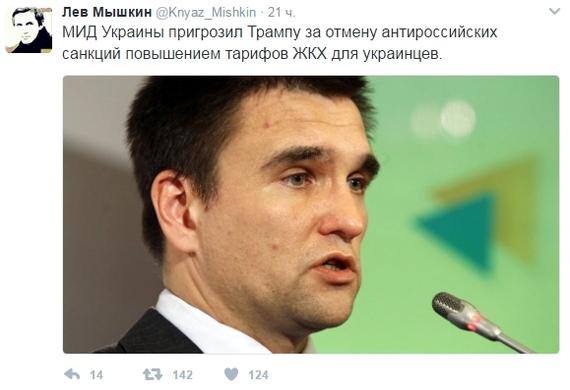 Лев Мышкин @Knyaz_Mishkin · 21 ч.
МИД Украины пригрозил Трампу за отмену антироссийских
санкций повышением тарифов ЖКХ для украинцев.
14 142 124